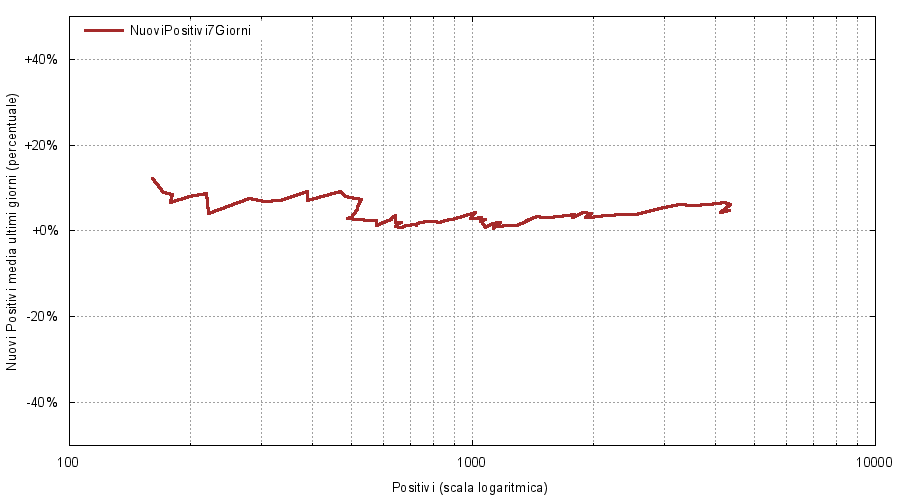 NuoviPositivi7Giorni
+40%
+20%
+0%
-20%
-40%
Nuovi Positivi media ultimi giorni (percentuale)
100
1000
10000
Positivi (scala logaritmica)